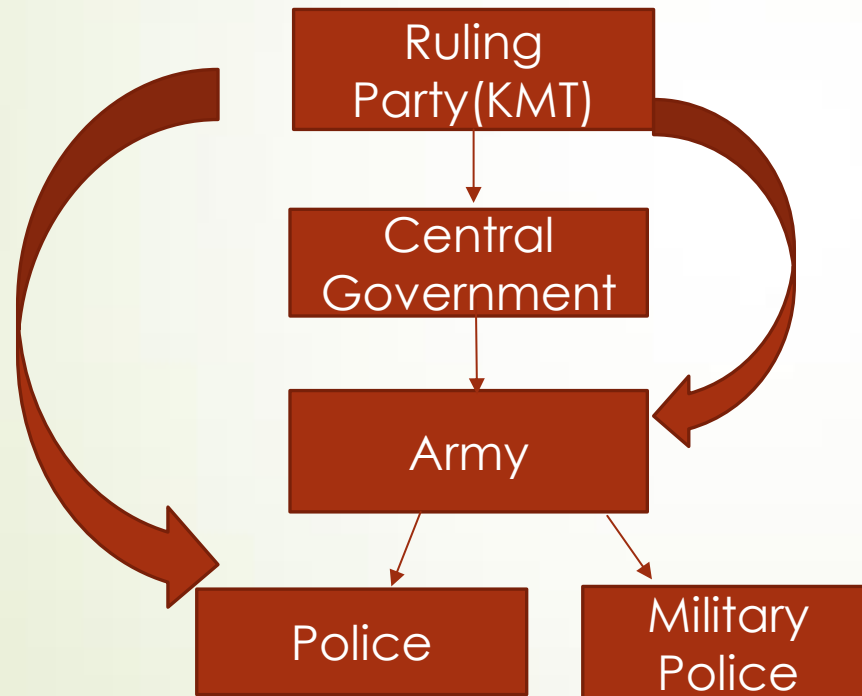 Ruling
Party(KMT)
Central
Government
Army
Police
Military
Police